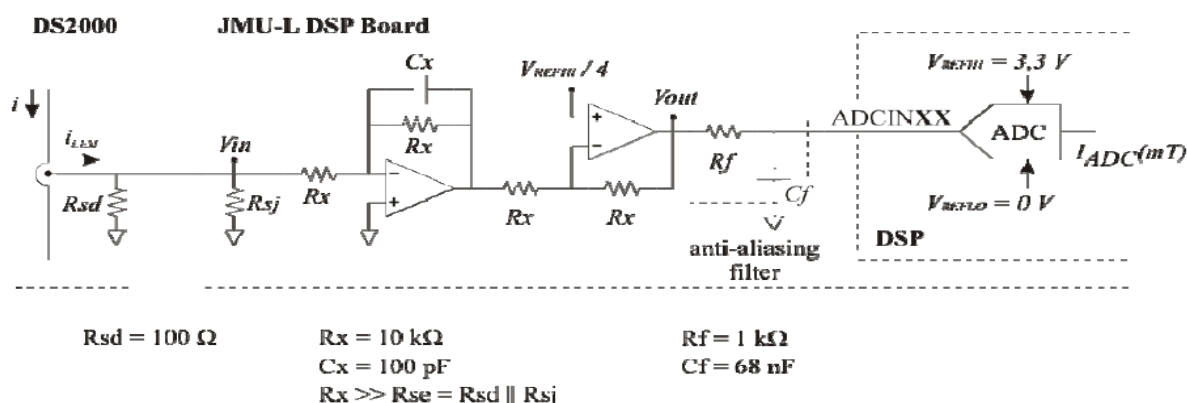 DS2000 JMU-L DSP Board
Cx
VREFHI / 4
VREFHI = 3,3 V
i
iLEM
Vin
Rx
Vout
ADCINXX
ADC
IADC(mT)
Rsd
Rsj
Rx
Rx
Rx
Rf
Cf
VREFLO = 0 V
DSP
anti-aliasing
filter
Rsd = 100 Ω Rx = 10 kΩ Rf = 1 kΩ
Cx = 100 pF Cf = 68 nF
Rx >> Rse = Rsd || Rsj